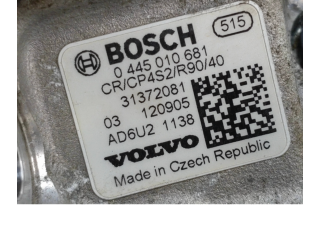 BOSCH 515
0 445 010 681
CR/CP4S2/R90/40
31372081
03 120905
AD6U2 1138
VOLVO
Made in Czech Republic